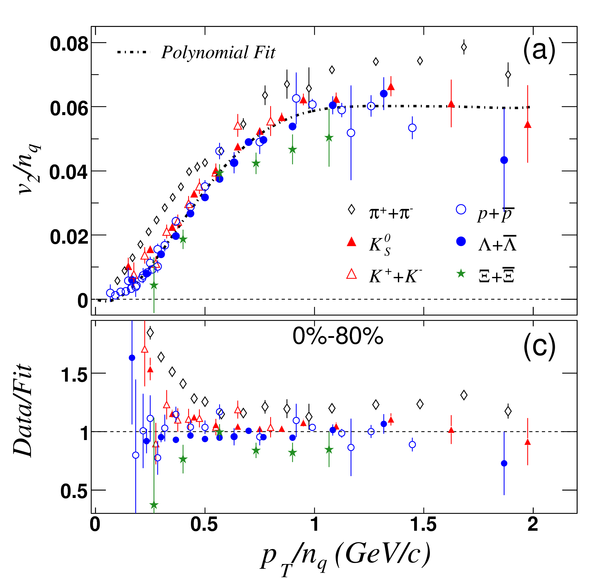 0.08
(a)
Polynomial Fit
0.06
v2/nq
0.04
π⁺+π⁻
p+p̅
0.02
K⁰S
Λ+Λ̅
K⁺+K⁻
Ξ+Ξ̅
0
0%-80%
(c)
1.5
Data/Fit
1
0.5
0 0.5 1 1.5 2
pT/nq (GeV/c)